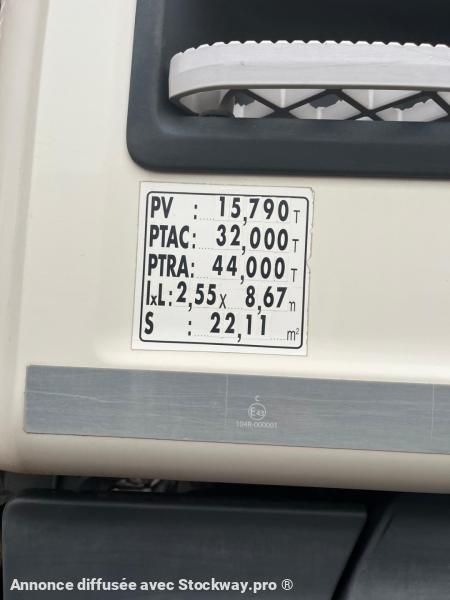 PV : 15,790 T
PTAC: 32,000 T
PTRA: 44,000 T
lxL: 2,55 x 8,67 m
S : 22,11 m²
C
E43
104R-000001
Annonce diffusée avec Stockway.pro ®